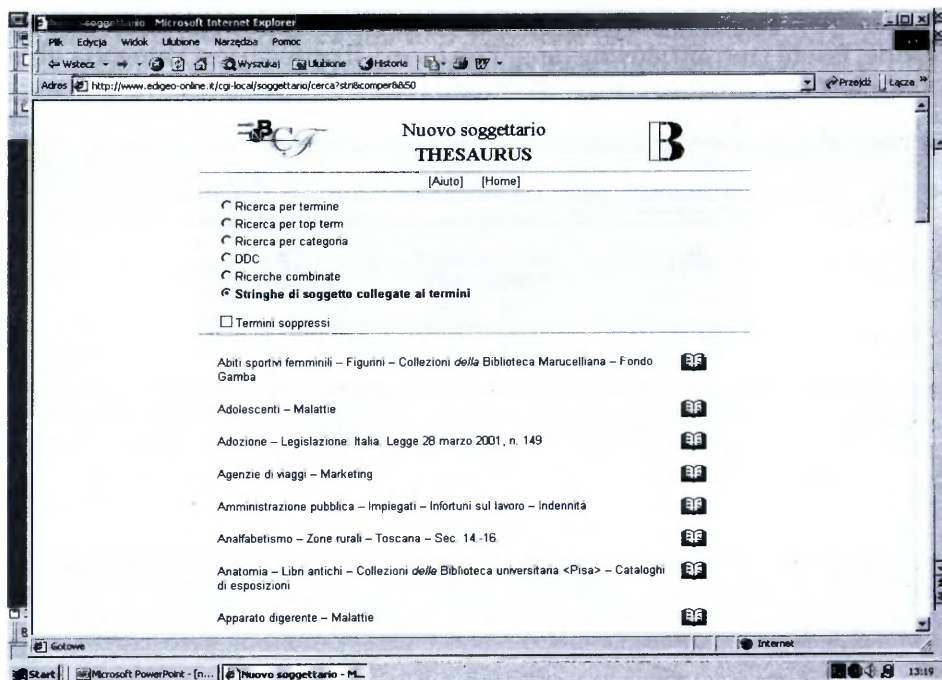 Nuovo soggettario Microsoft Internet Explorer
Plik Edycja Widok Ulubione Narzędzia Pomoc
Wstecz Wyszukaj Ulubione Historia
Adres http://www.edigeo-online.it/cgi-local/soggettario/cerca?stri&comper&&50 Przejdź Łącza »
Nuovo soggettario
THESAURUS
[Aiuto] [Home]
Ricerca per termine
Ricerca per top term
Ricerca per categoria
DDC
Ricerche combinate
Stringhe di soggetto collegate ai termini
Termini soppressi
Abiti sportivi femminili – Figurini – Collezioni della Biblioteca Marucelliana – Fondo
Gamba
Adolescenti – Malattie
Adozione – Legislazione. Italia. Legge 28 marzo 2001, n. 149
Agenzie di viaggi – Marketing
Amministrazione pubblica – Impiegati – Infortuni sul lavoro – Indennità
Analfabetismo – Zone rurali – Toscana – Sec. 14.-16.
Anatomia – Libri antichi – Collezioni della Biblioteca universitaria <Pisa> – Cataloghi
di esposizioni
Apparato digerente – Malattie
Gotowe Internet
Start Microsoft PowerPoint - [n... Nuovo soggettario - M... 13:19